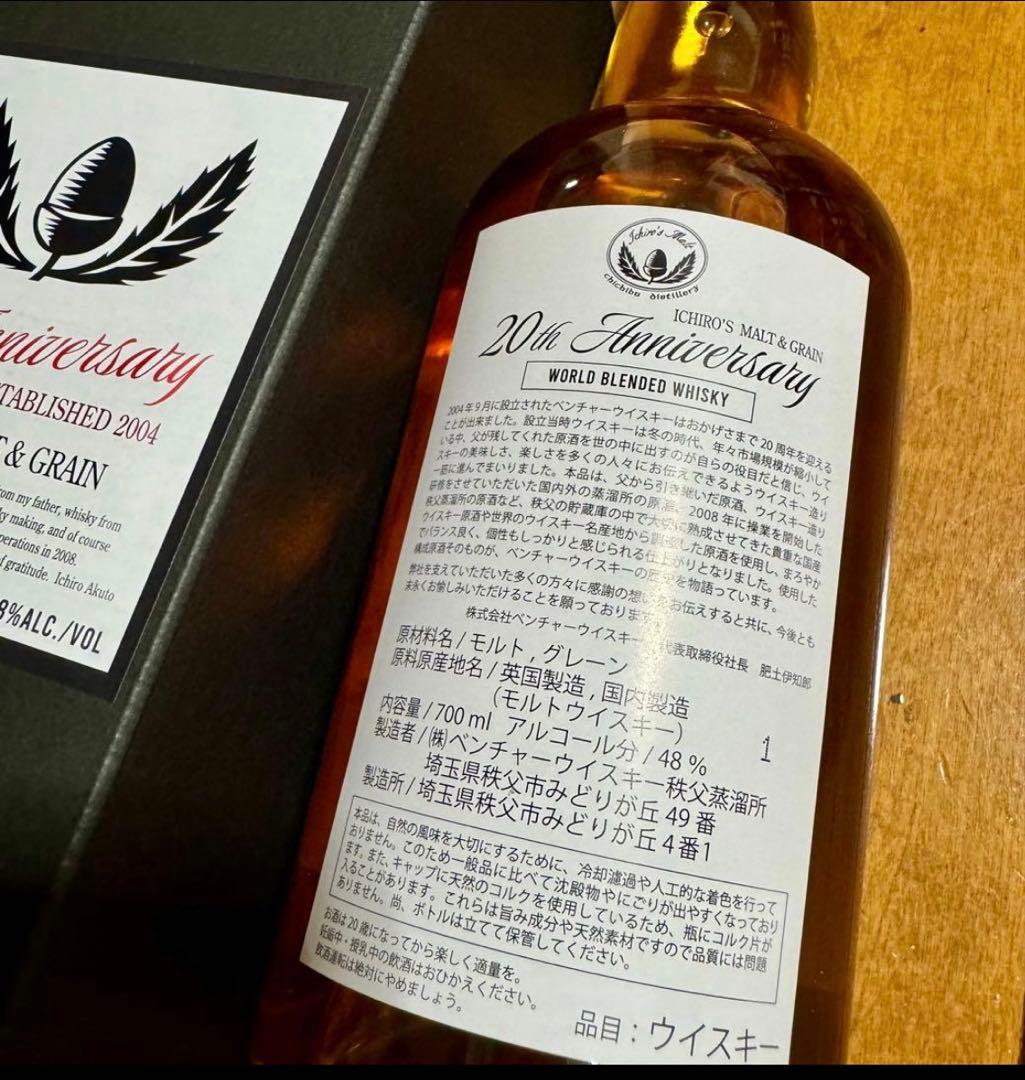 nniversary
TABLISHED 2004
T & GRAIN
rom my father, whisky from
ky making, and of course
perations in 2008.
f gratitude. Ichiro Akuto
8%ALC./VOL
Ichiro's Malt
chichibu distillery
ICHIRO'S MALT & GRAIN
20th Anniversary
WORLD BLENDED WHISKY
2004年9月に設立されたベンチャーウイスキーはおかげさまで20周年を迎える
ことが出来ました。設立当時ウイスキーは冬の時代、年々市場規模が縮小して
いる中、父が残してくれた原酒を世の中に出すのが自らの役目だと信じ、ウイ
スキーの美味しさ、楽しさを多くの人々にお伝えできるようウイスキー造り
一筋に進んでまいりました。本品は、父から引き継いだ原酒、ウイスキー造り
研修をさせていただいた国内外の蒸溜所の原酒、2008年に操業を開始した
秩父蒸溜所の原酒など、秩父の貯蔵庫の中で大切に熟成させてきた貴重な国産
ウイスキー原酒や世界のウイスキー名産地から調達した原酒を使用し、まろやか
でバランス良く、個性もしっかりと感じられる仕上がりとなりました。使用した
構成原酒そのものが、ベンチャーウイスキーの歴史を物語っています。
弊社を支えていただいた多くの方々に感謝の想いをお伝えすると共に、今後とも
末永くお愉しみいただけることを願っております
株式会社ベンチャーウイスキー 代表取締役社長 肥土伊知郎
原材料名/モルト,グレーン
原料原産地名/英国製造,国内製造
(モルトウイスキー)
内容量/700ml アルコール分/48% 1
製造者/㈱ベンチャーウイスキー秩父蒸溜所
埼玉県秩父市みどりが丘49番
製造所/埼玉県秩父市みどりが丘4番1
本品は、自然の風味を大切にするために、冷却濾過や人工的な着色を行って
おりません。このため一般品に比べて沈殿物やにごりが出やすくなっており
ます。また、キャップに天然のコルクを使用しているため、瓶にコルク片が
入ることがあります。これらは旨み成分や天然素材ですので品質には問題
ありません。尚、ボトルは立てて保管してください。
お酒は20歳になってから楽しく適量を。
妊娠中・授乳中の飲酒はおひかえください。
飲酒運転は絶対にやめましょう。
品目:ウイスキー